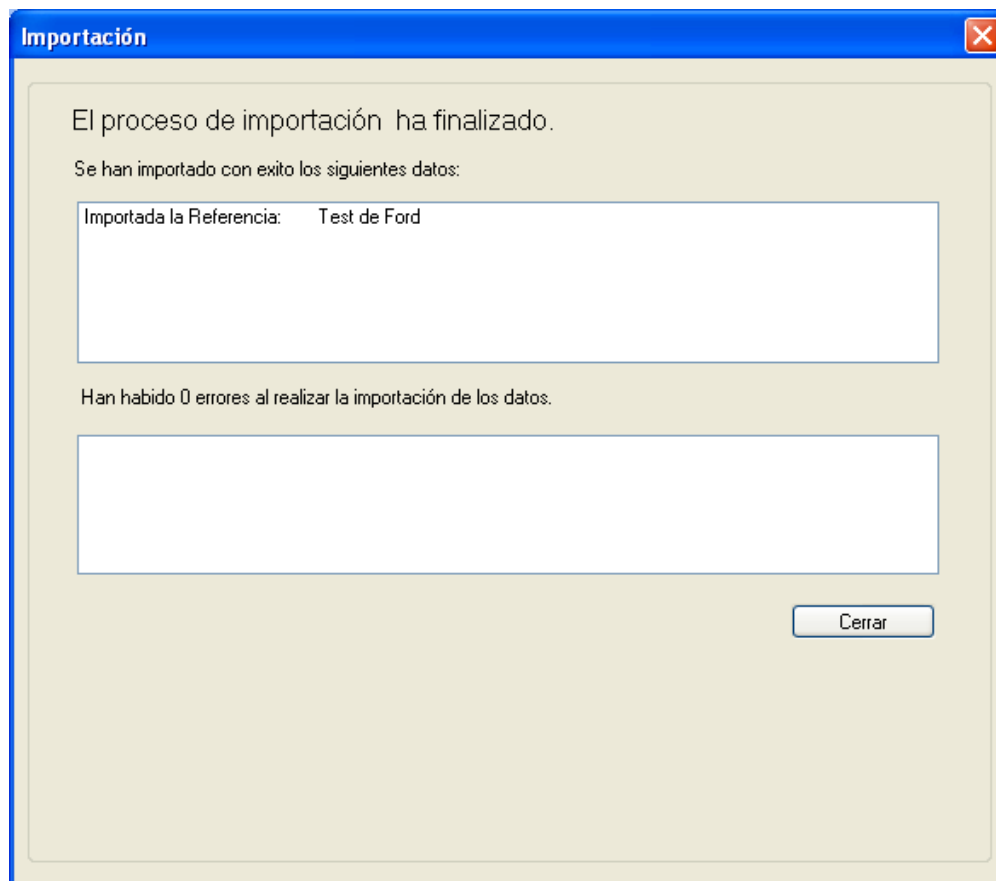 Importación
El proceso de importación  ha finalizado.
Se han importado con exito los siguientes datos:
Importada la Referencia: Test de Ford
Han habido 0 errores al realizar la importación de los datos.
Cerrar